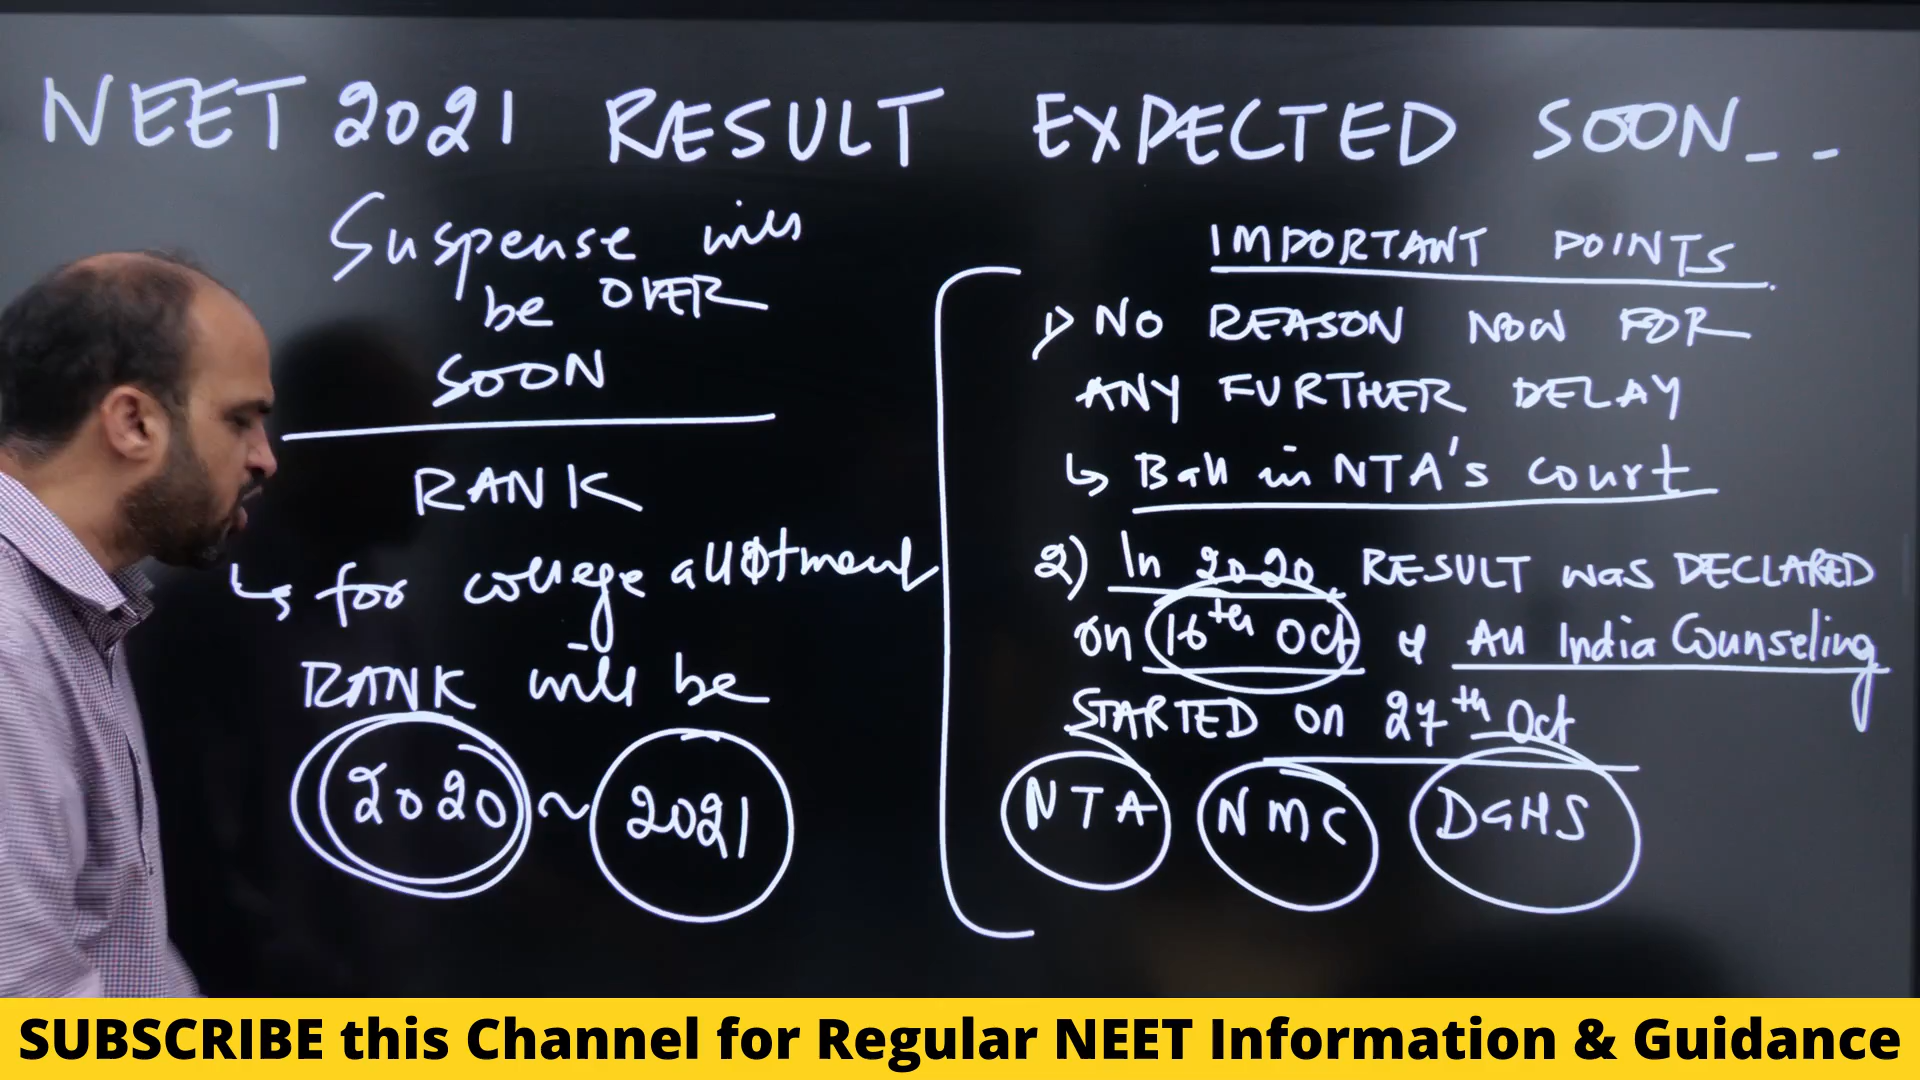 NEET 2021 RESULT EXPECTED SOON--
Suspense will
be OVER
SOON
RANK
↳ for college allotment
RANK will be
2020 ~ 2021
IMPORTANT POINTS
1) NO REASON NOW FOR
ANY FURTHER DELAY
↳ Ball in NTA's court
2) In 2020 RESULT was DECLARED
on 16th Oct & All India Counseling
STARTED on 27th Oct
NTA NMC DGHS
SUBSCRIBE this Channel for Regular NEET Information & Guidance